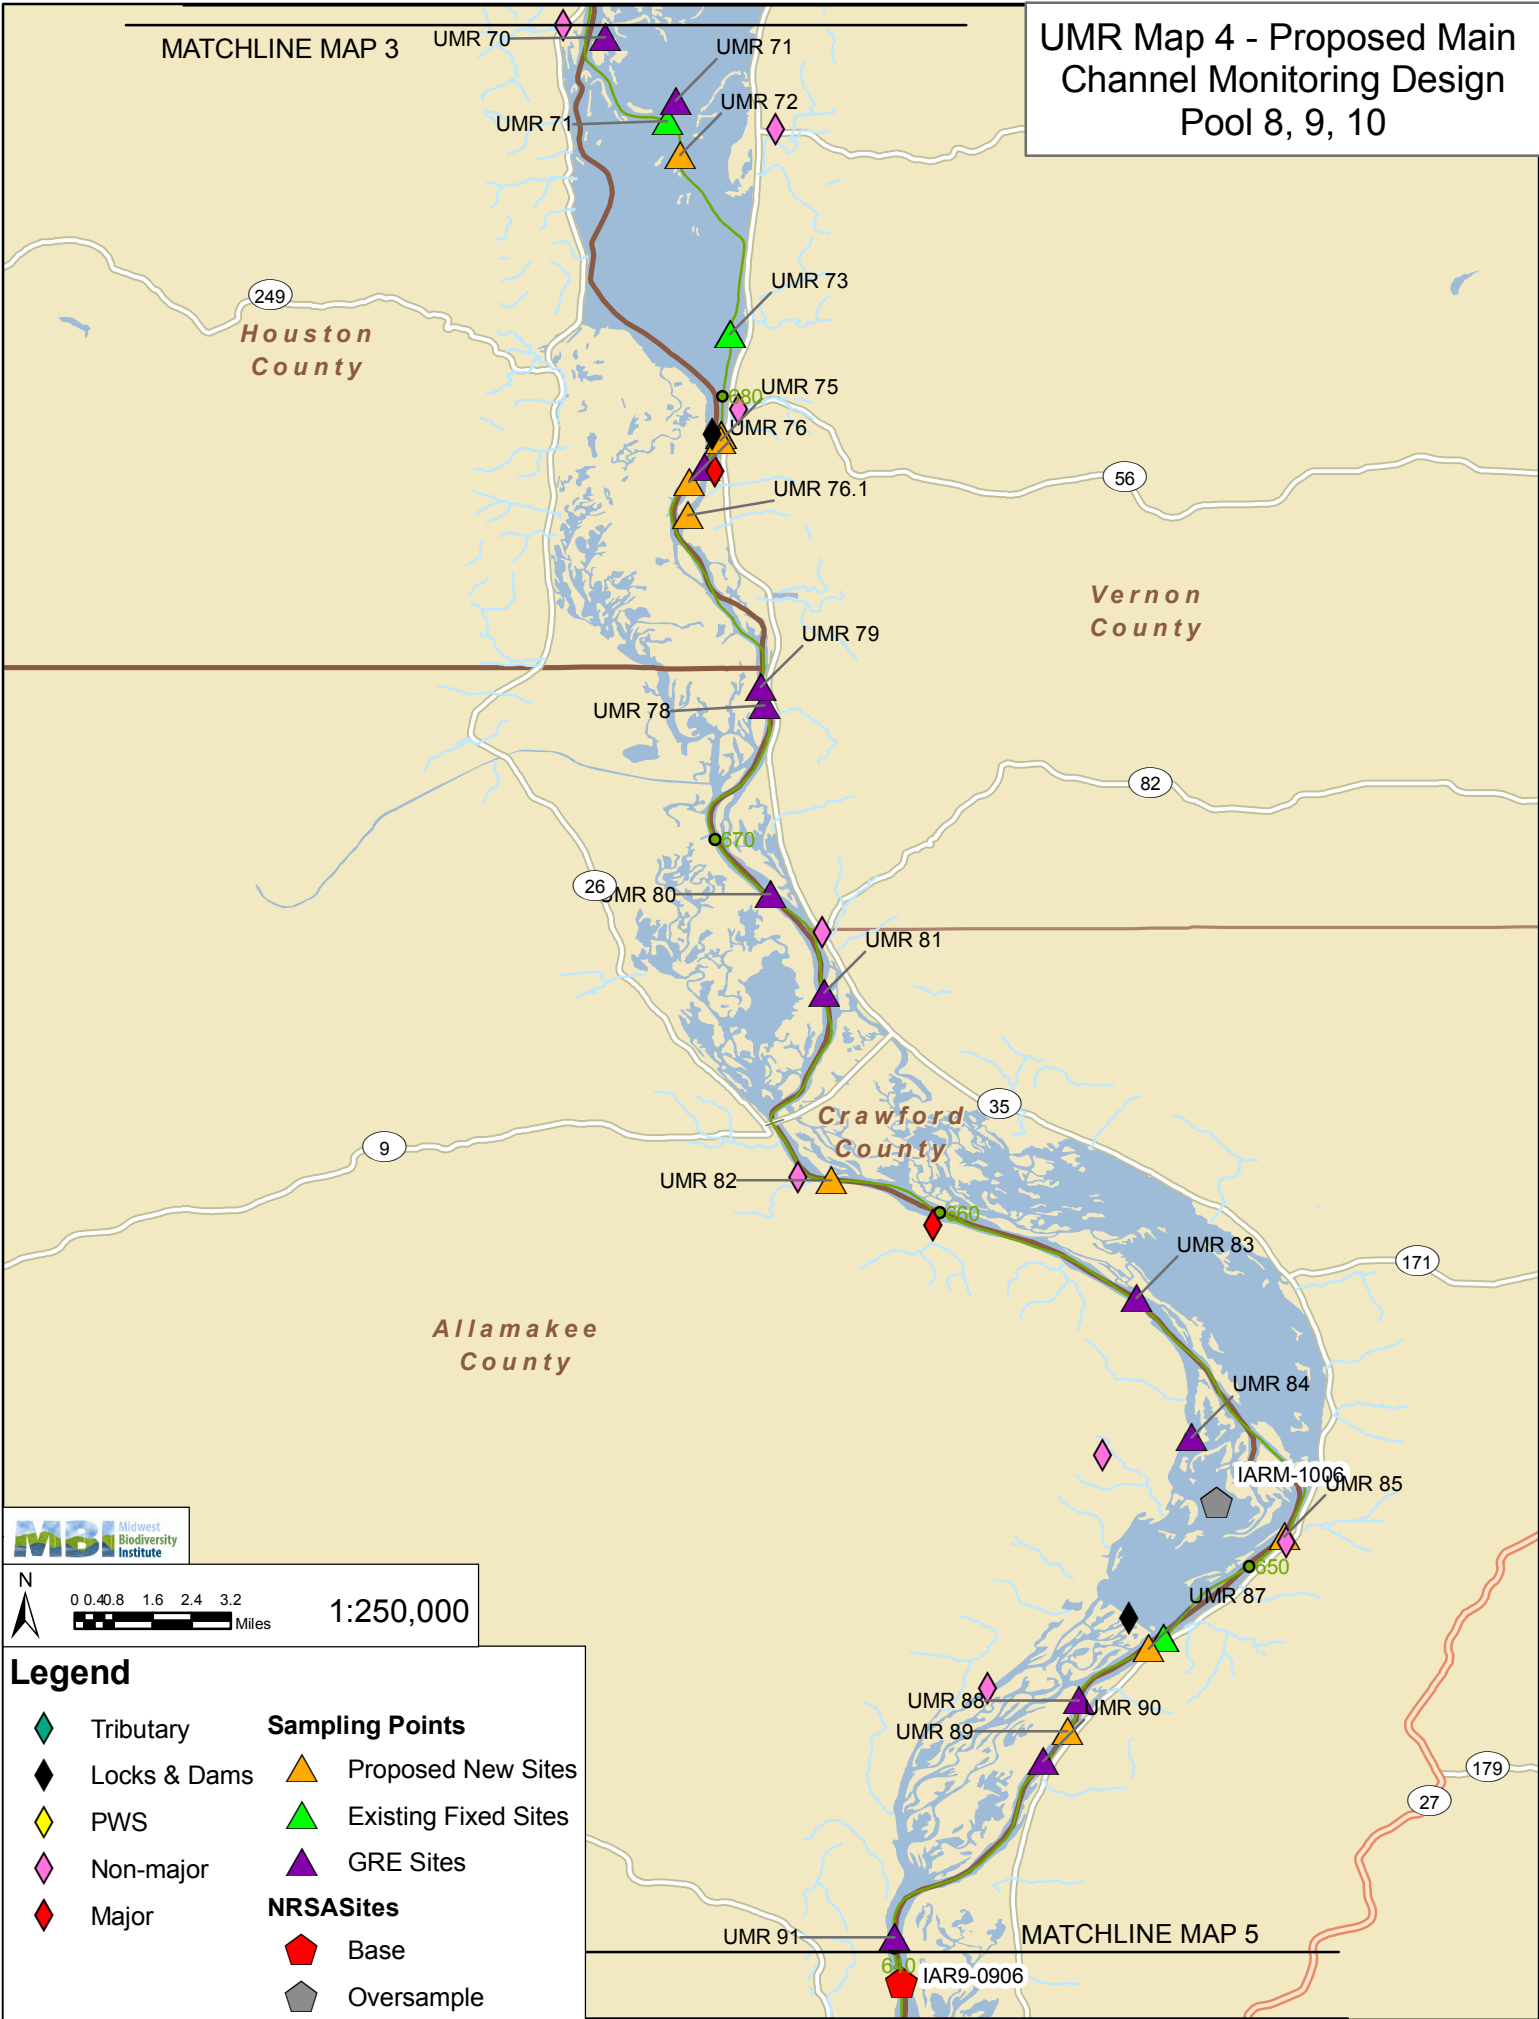 UMR Map 4 - Proposed Main
Channel Monitoring Design
Pool 8, 9, 10
MATCHLINE MAP 3
UMR 70
UMR 71
UMR 72
UMR 71
UMR 73
249
Houston
County
680
UMR 75
UMR 76
56
UMR 76.1
Vernon
County
UMR 79
UMR 78
82
670
26
UMR 80
UMR 81
35
Crawford
County
9
UMR 82
660
UMR 83
171
Allamakee
County
UMR 84
IARM-1006
UMR 85
650
UMR 87
UMR 88
UMR 90
UMR 89
179
27
UMR 91
MATCHLINE MAP 5
640
IAR9-0906
MBI
Midwest
Biodiversity
Institute
N
0 0.4 0.8 1.6 2.4 3.2
Miles
1:250,000
Legend
Tributary
Locks & Dams
PWS
Non-major
Major
Sampling Points
Proposed New Sites
Existing Fixed Sites
GRE Sites
NRSASites
Base
Oversample